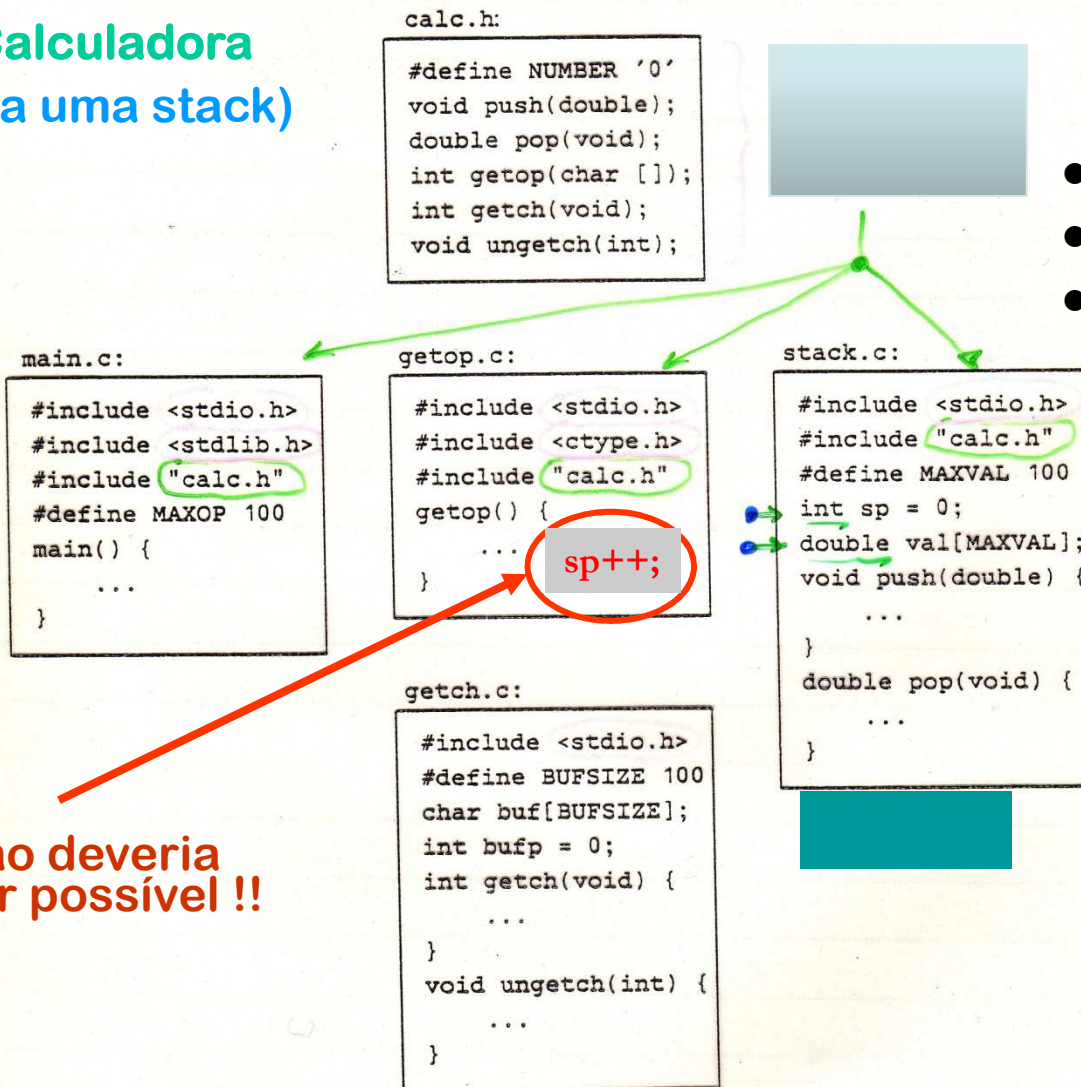 Calculadora
a uma stack)
calc.h:
#define NUMBER '0'
void push(double);
double pop(void);
int getop(char []);
int getch(void);
void ungetch(int);
main.c:
#include <stdio.h>
#include <stdlib.h>
#include "calc.h"
#define MAXOP 100
main() {
...
}
getop.c:
#include <stdio.h>
#include <ctype.h>
#include "calc.h"
getop() {
...
sp++;
}
stack.c:
#include <stdio.h>
#include "calc.h"
#define MAXVAL 100
int sp = 0;
double val[MAXVAL];
void push(double) {
...
}
double pop(void) {
...
}
getch.c:
#include <stdio.h>
#define BUFSIZE 100
char buf[BUFSIZE];
int bufp = 0;
int getch(void) {
...
}
void ungetch(int) {
...
}
deveria
possível !!